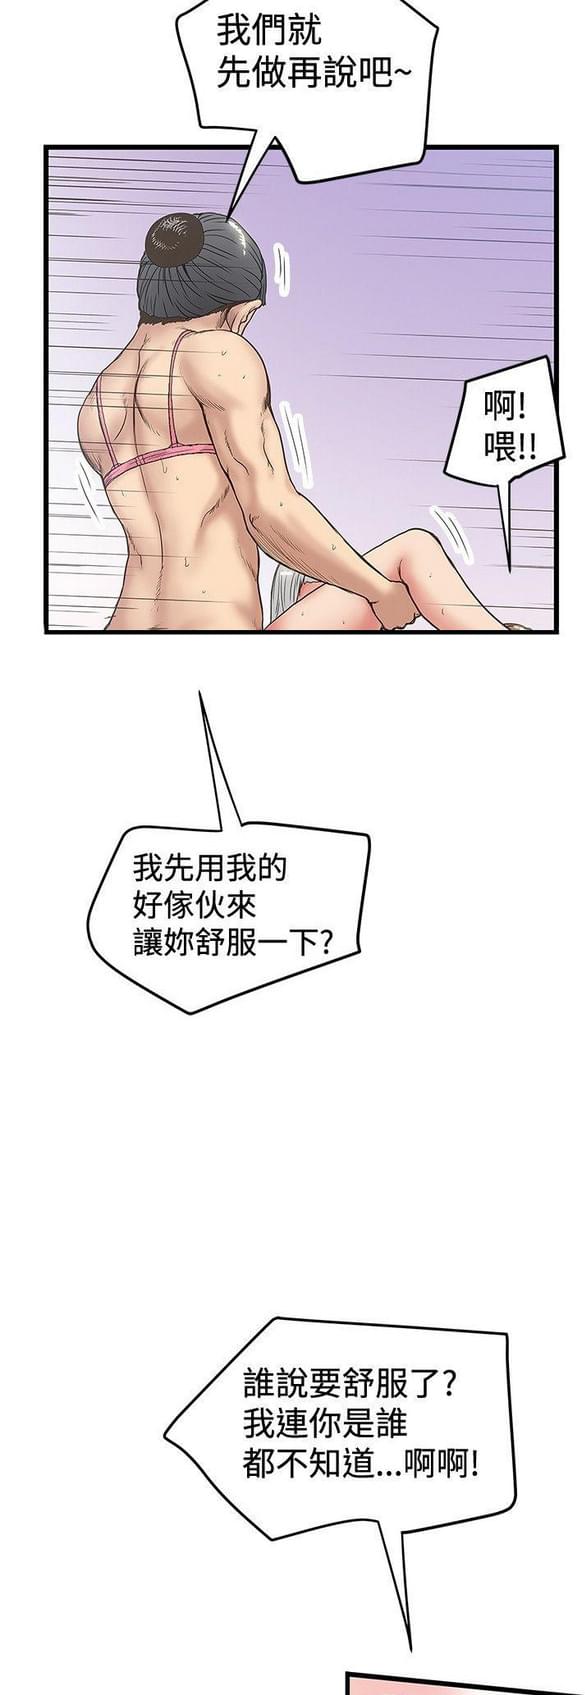 我們就
先做再說吧~
啊!
喂!!
我先用我的
好傢伙來
讓妳舒服一下?
誰說要舒服了?
我連你是誰
都不知道...啊啊!